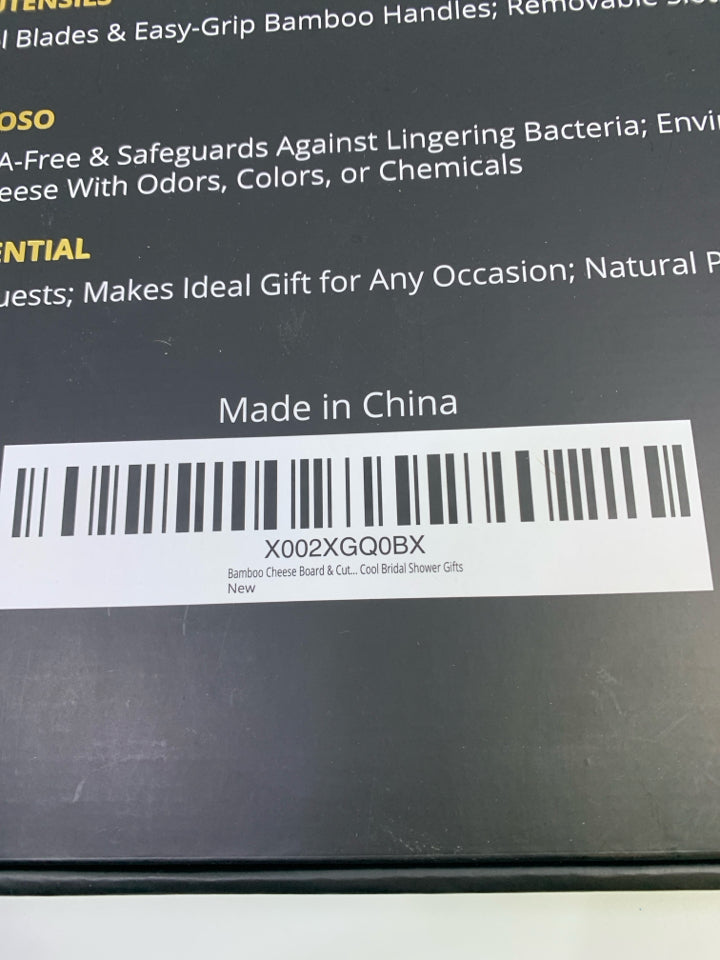 UTENSILS
l Blades & Easy-Grip Bamboo Handles; Removable
OSO
A-Free & Safeguards Against Lingering Bacteria; Envi
eese With Odors, Colors, or Chemicals
ENTIAL
uests; Makes Ideal Gift for Any Occasion; Natural P
Made in China
X002XGQ0BX
Bamboo Cheese Board & Cut... Cool Bridal Shower Gifts
New